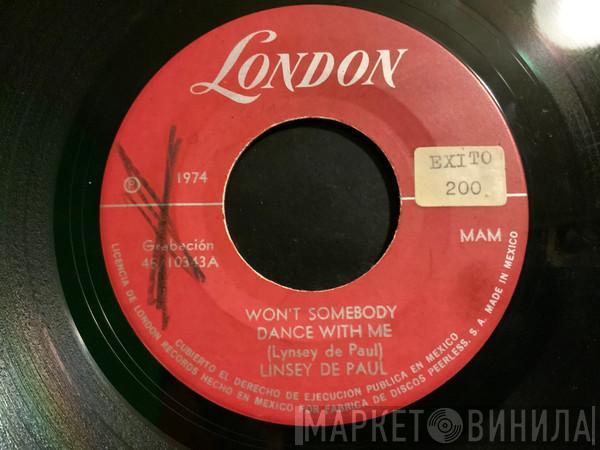 LONDON
EXITO
200
℗ 1974
MAM
Grabación
45/10343A
WON'T SOMEBODY
DANCE WITH ME
(Lynsey de Paul)
LINSEY DE PAUL
LICENCIA DE LONDON RECORDS HECHO EN MEXICO POR FABRICA DE DISCOS PEERLESS, S. A. MADE IN MEXICO
CUBIERTO EL DERECHO DE EJECUCION PUBLICA EN MEXICO
МАРКЕТ ВИНИЛА